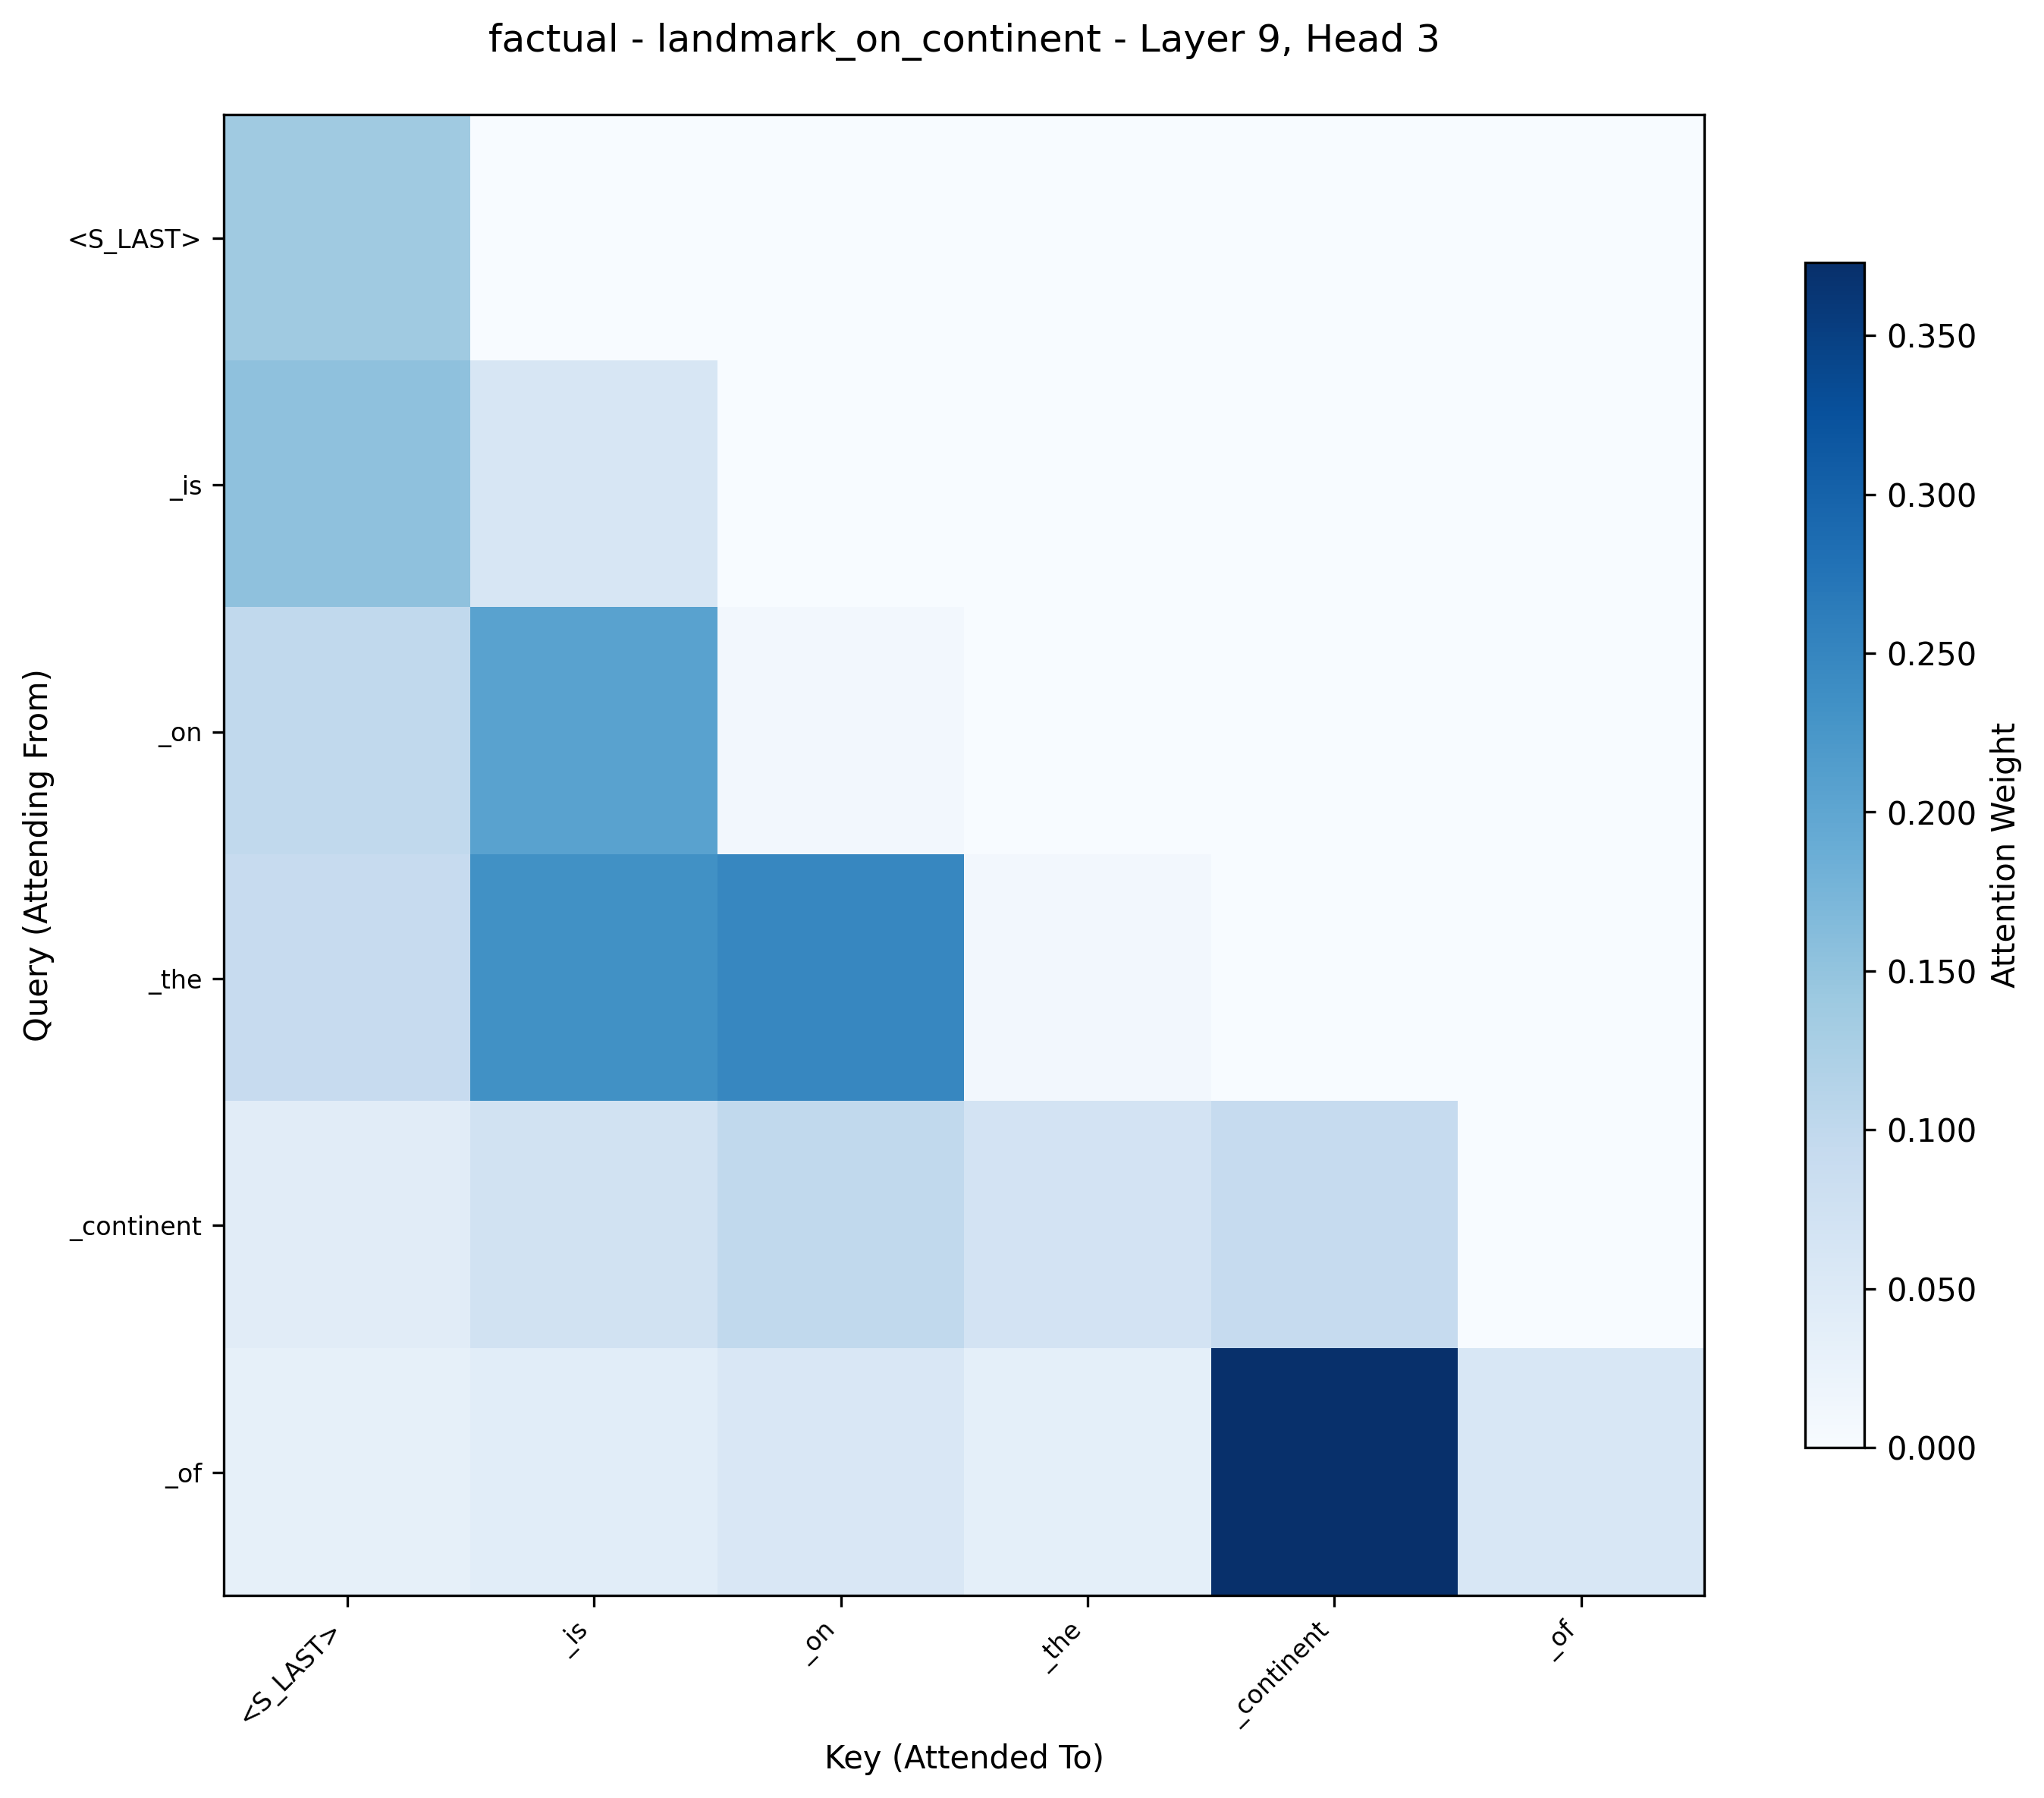 factual - landmark_on_continent - Layer 9, Head 3
Query (Attending From)
<S_LAST>
_is
_on
_the
_continent
_of
<S_LAST>
_is
_on
_the
_continent
_of
Key (Attended To)
0.350
0.300
0.250
0.200
0.150
0.100
0.050
0.000
Attention Weight